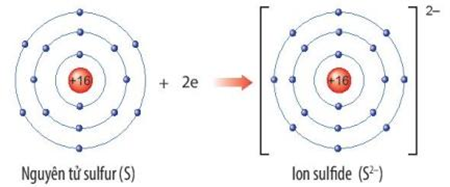 +16 + 2e +16 2–
Nguyên tử sulfur (S) Ion sulfide (S²⁻)